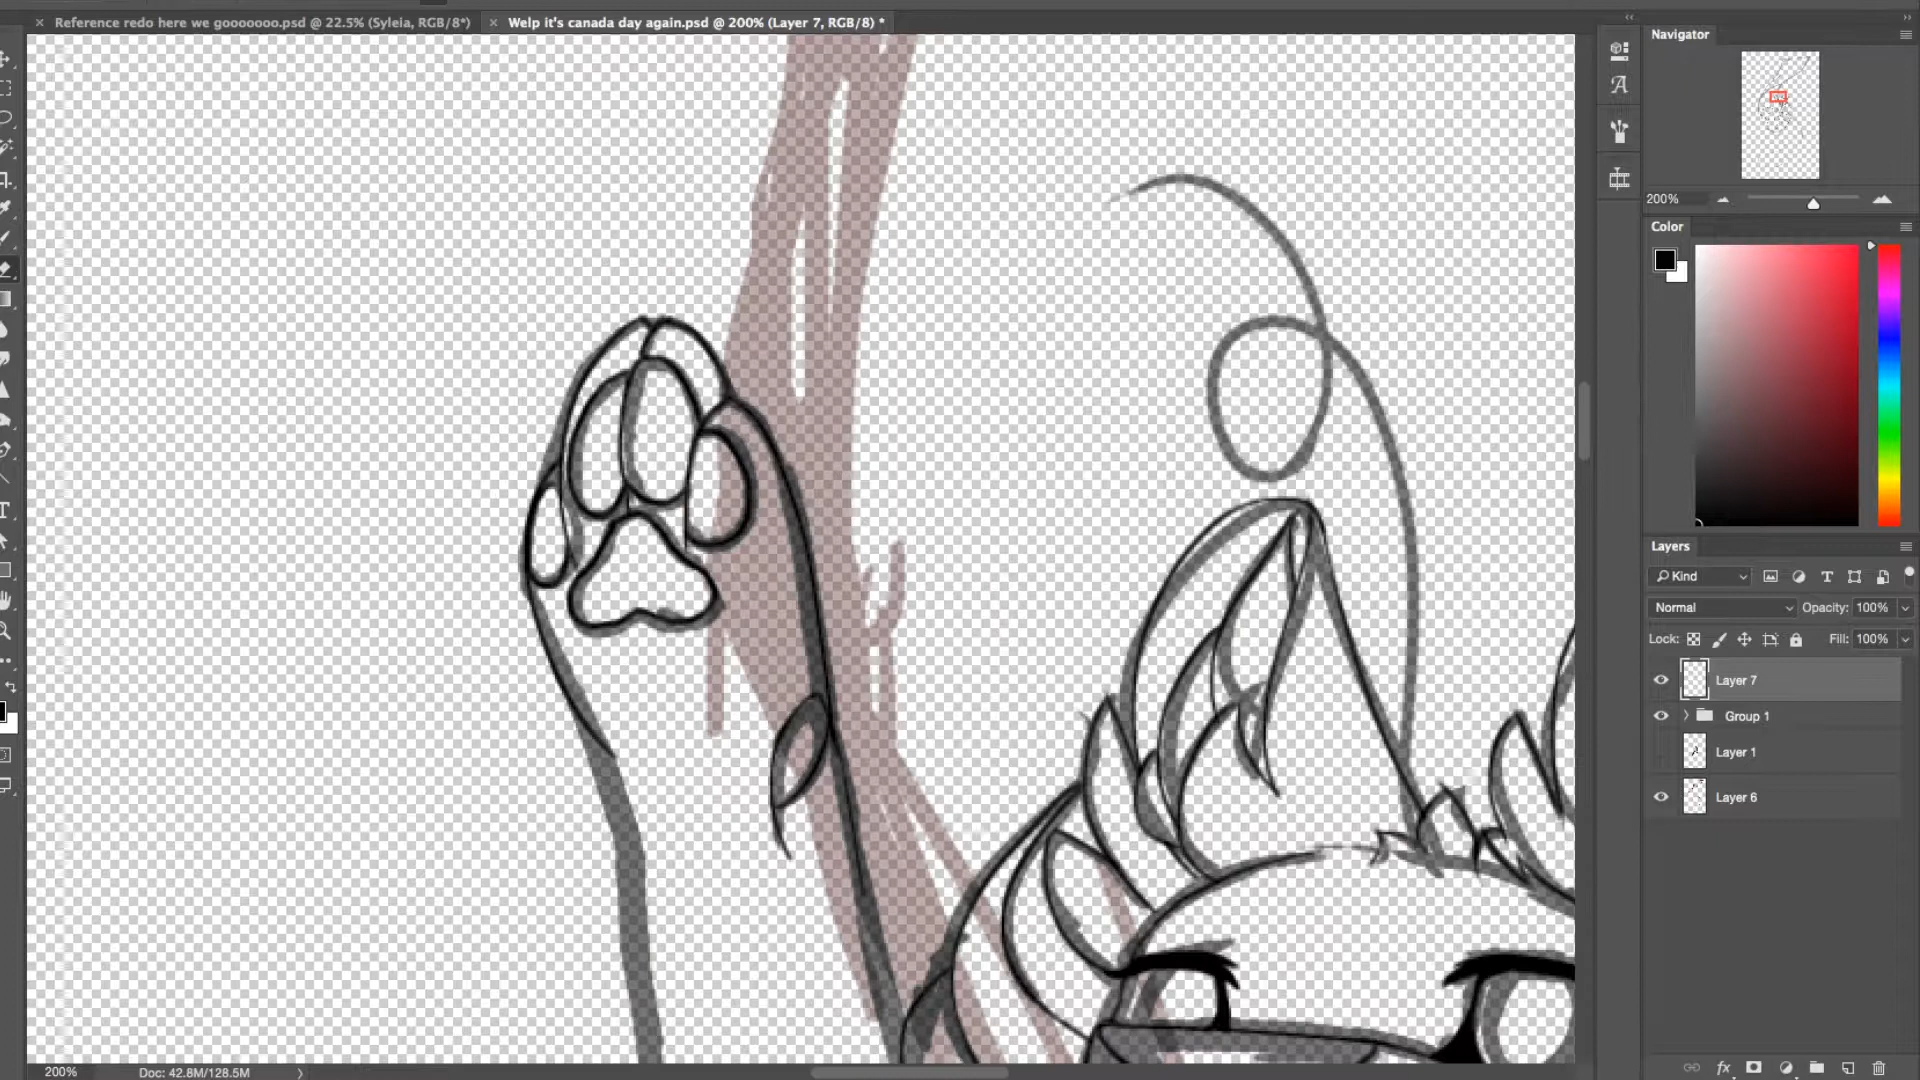 Reference redo here we gooooooo.psd @ 22.5% (Syleia, RGB/8*)
Welp it's canada day again.psd @ 200% (Layer 7, RGB/8) *
Navigator
200%
Color
Layers
Kind
Normal
Opacity: 100%
Lock:
Fill: 100%
Layer 7
Group 1
Layer 1
Layer 6
200%
Doc: 42.8M/128.5M